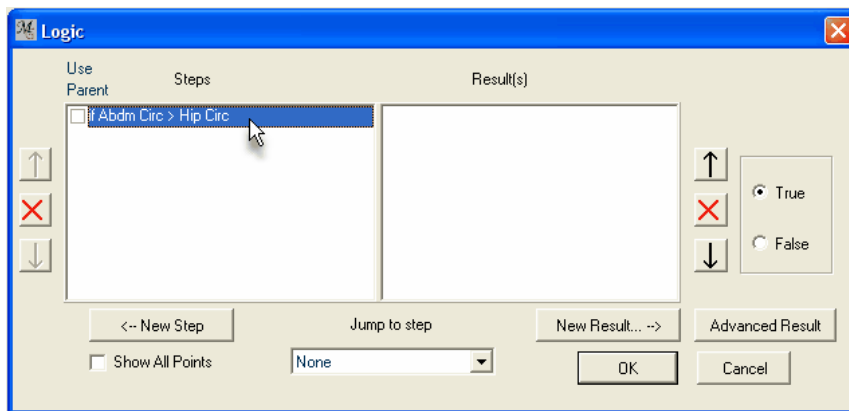 Logic
Use
Parent
Steps
Result(s)
if Abdm Circ > Hip Circ
True
False
<-- New Step
Jump to step
New Result... -->
Advanced Result
Show All Points
None
OK
Cancel